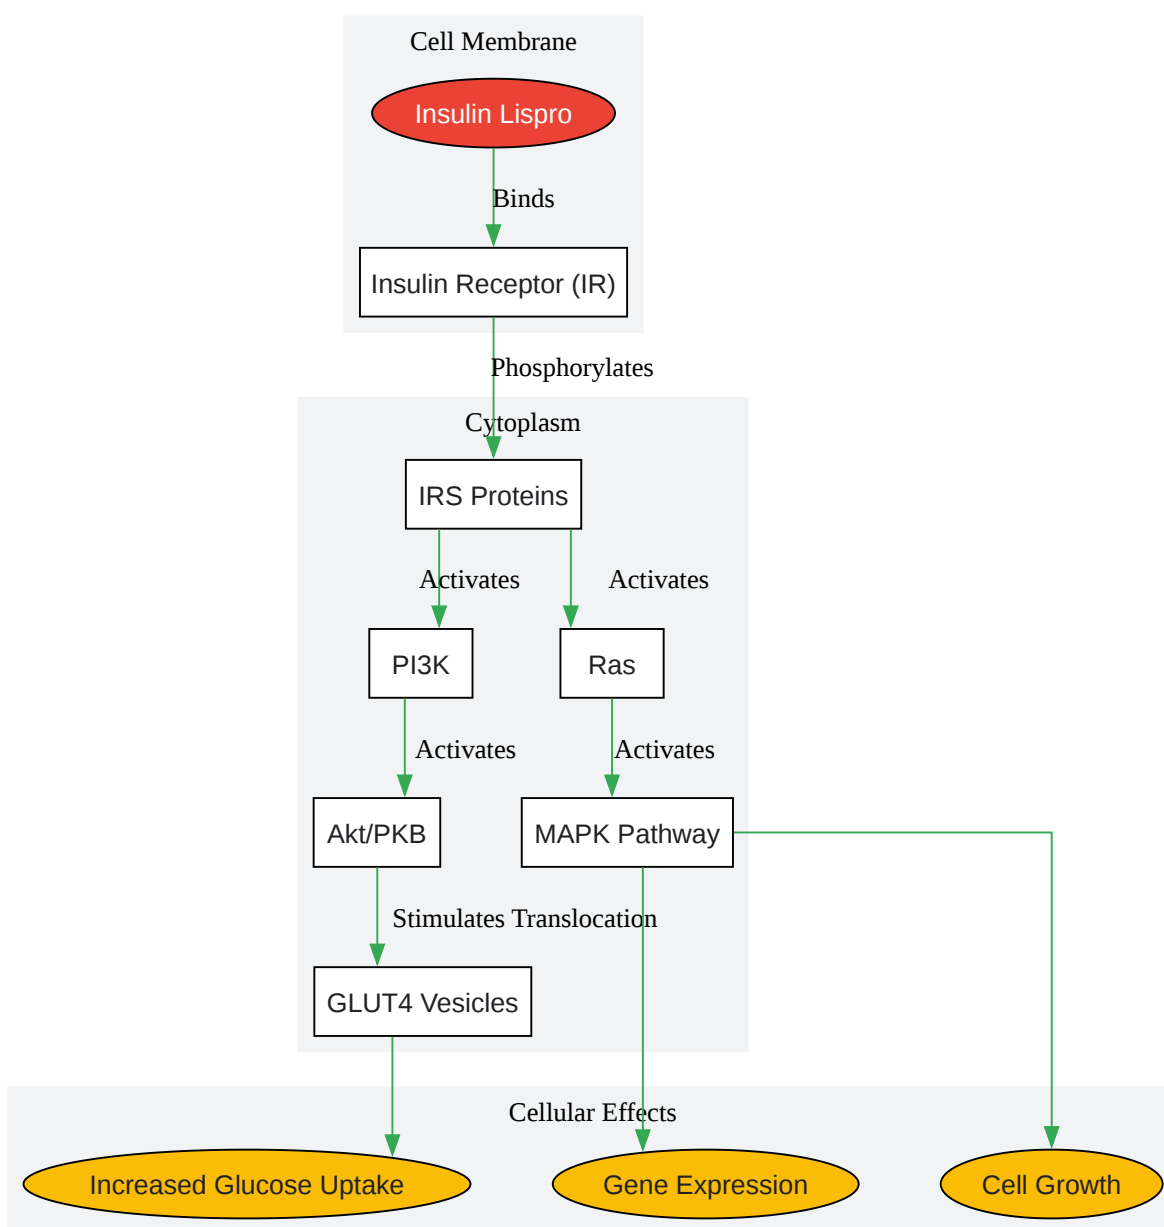 Cell Membrane
Insulin Lispro
Binds
Insulin Receptor (IR)
Phosphorylates
Cytoplasm
IRS Proteins
Activates
Activates
PI3K
Ras
Activates
Activates
Akt/PKB
MAPK Pathway
Stimulates Translocation
GLUT4 Vesicles
Cellular Effects
Increased Glucose Uptake
Gene Expression
Cell Growth